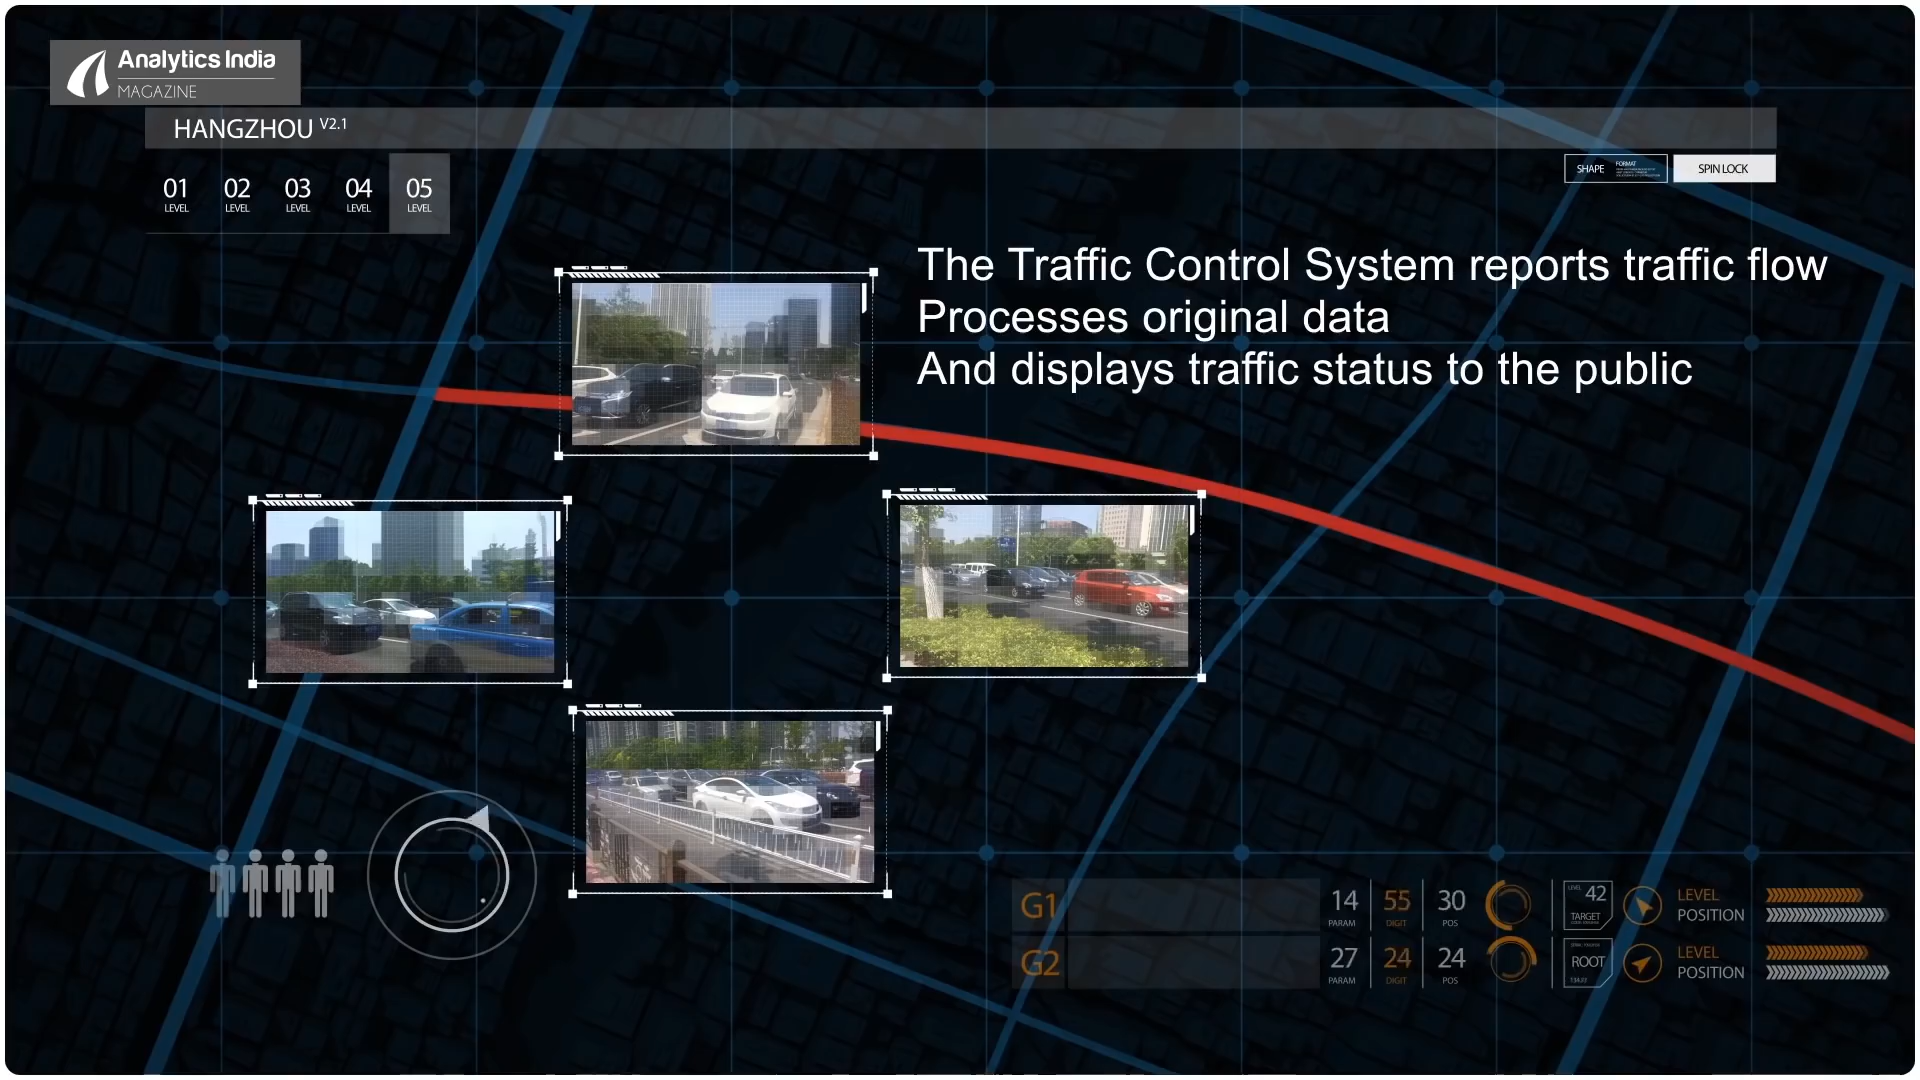 Analytics India
MAGAZINE
HANGZHOU V2.1
01 02 03 04 05
LEVEL LEVEL LEVEL LEVEL LEVEL
SHAPE FORMAT
SPIN LOCK
The Traffic Control System reports traffic flow
Processes original data
And displays traffic status to the public
G1 14 55 30 42 LEVEL
PARAM DIGIT POS TARGET POSITION
G2 27 24 24 ROOT LEVEL
PARAM DIGIT POS POSITION